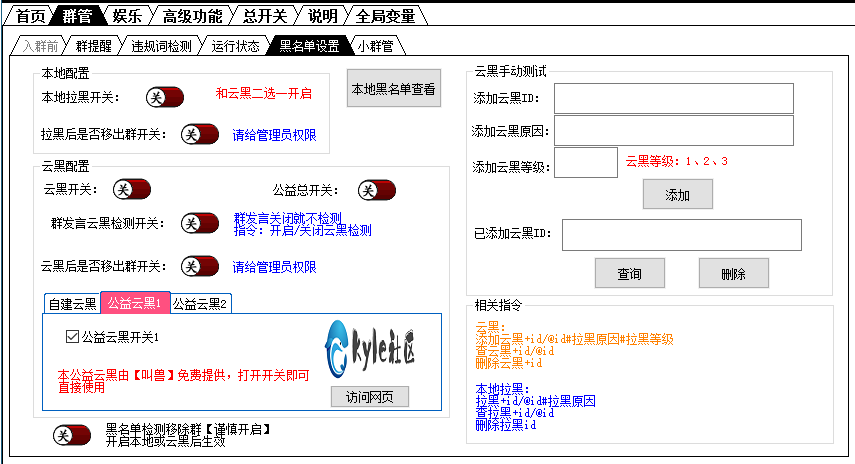 首页 群管 娱乐 高级功能 总开关 说明 全局变量
入群前 群提醒 违规词检测 运行状态 黑名单设置 小群管
本地配置
本地拉黑开关： 关 和云黑二选一开启
拉黑后是否移出群开关： 关 请给管理员权限
本地黑名单查看
云黑配置
云黑开关： 关 公益总开关： 关
群发言云黑检测开关： 关 群发言关闭就不检测
指令：开启/关闭云黑检测
云黑后是否移出群开关： 关 请给管理员权限
自建云黑 公益云黑1 公益云黑2
公益云黑开关1
kyle社区
本公益云黑由【叫兽】免费提供，打开开关即可
直接使用
访问网页
关 黑名单检测移除群【谨慎开启】
开启本地或云黑后生效
云黑手动测试
添加云黑ID：
添加云黑原因：
添加云黑等级： 云黑等级：1、2、3
添加
已添加云黑ID：
查询 删除
相关指令
云黑：
添加云黑+id/@id#拉黑原因#拉黑等级
查云黑+id/@id
删除云黑+id
本地拉黑：
拉黑+id/@id#拉黑原因
查拉黑+id/@id
删除拉黑id